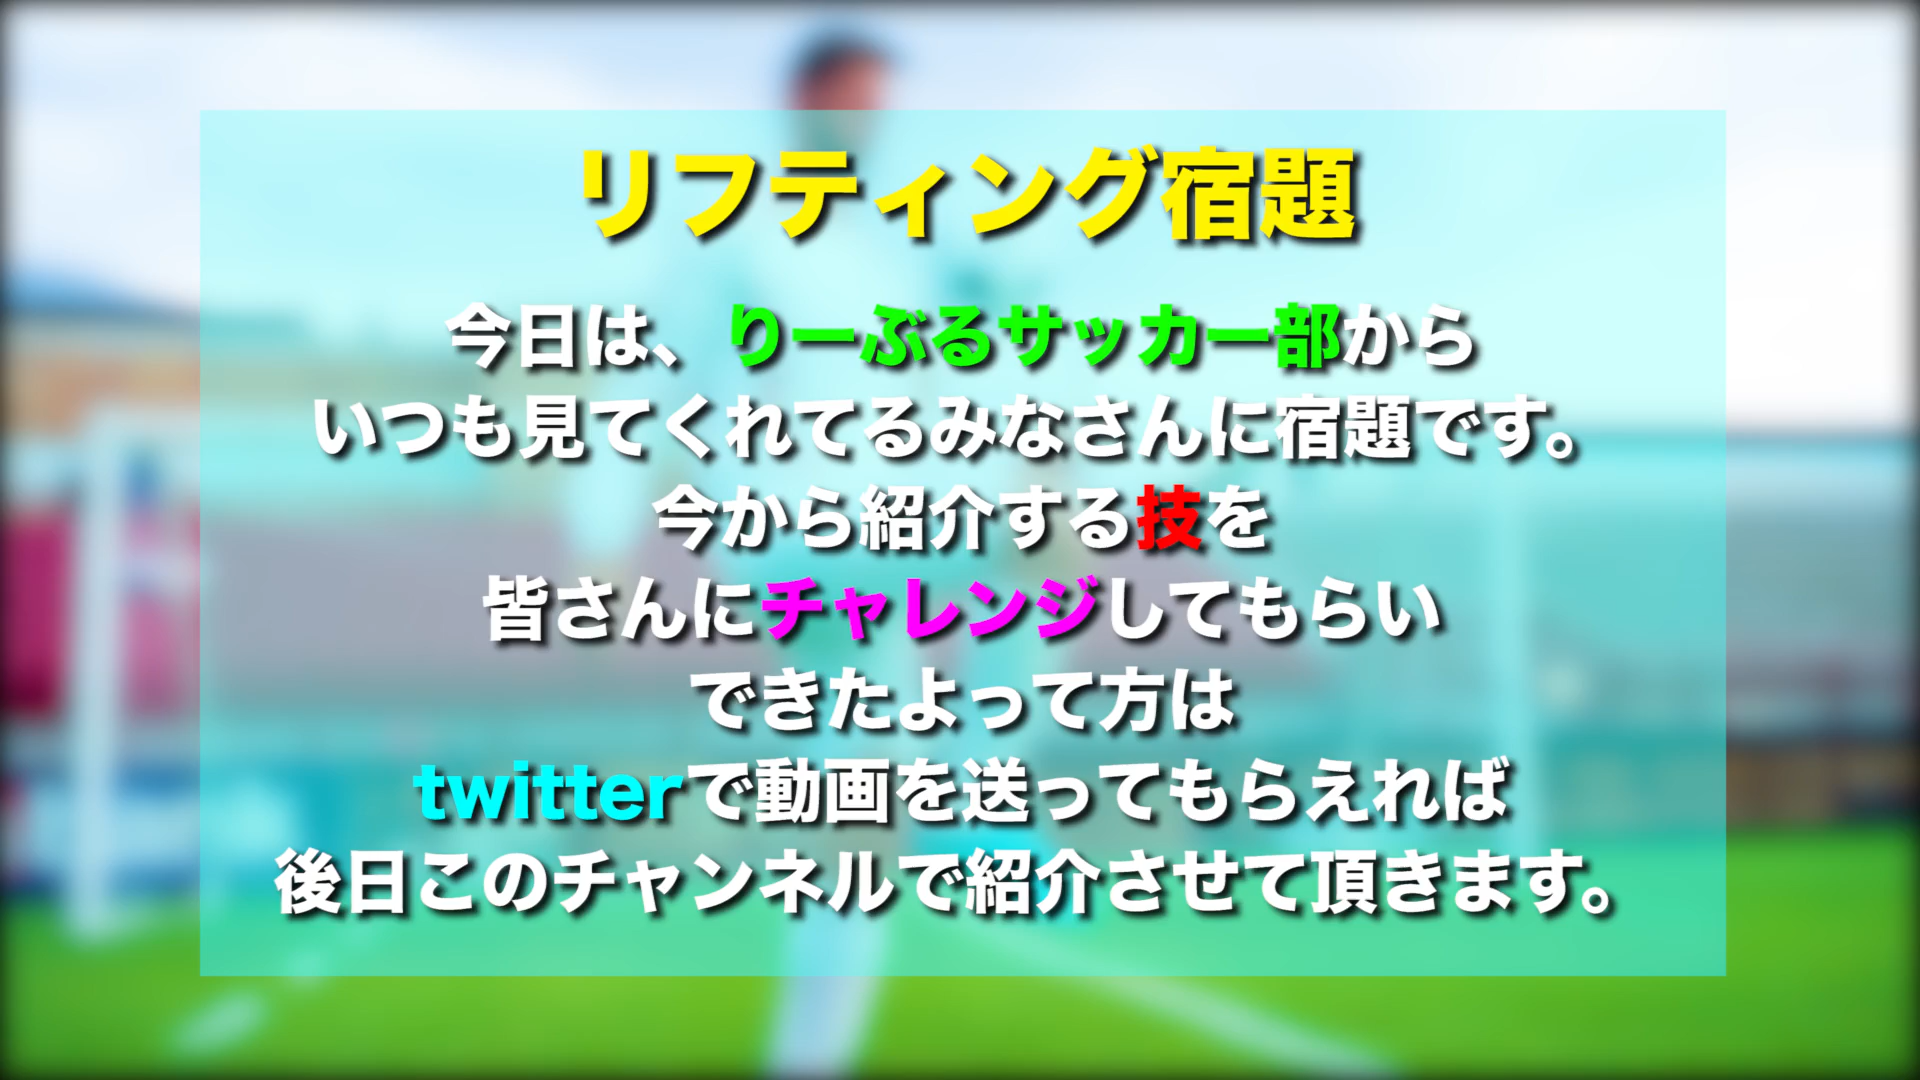 リフティング宿題
今日は、りーぶるサッカー部から
いつも見てくれてるみなさんに宿題です。
今から紹介する技を
皆さんにチャレンジしてもらい
できたよって方は
twitterで動画を送ってもらえれば
後日このチャンネルで紹介させて頂きます。